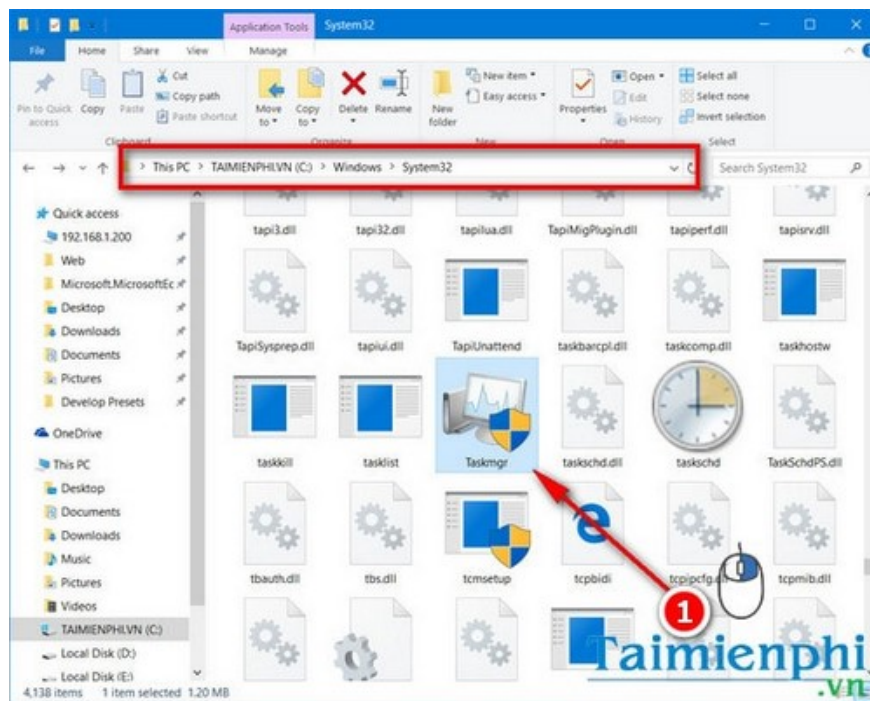 Application Tools System32
File Home Share View Manage
Pin to Quick access
Copy
Paste
Cut
Copy path
Paste shortcut
Move to
Copy to
Delete
Rename
New folder
New item
Easy access
Properties
Open
Edit
History
Select all
Select none
Invert selection
Clipboard
Organize
New
Open
Select
This PC > TAIMIENPHI.VN (C:) > Windows > System32
Search System32
Quick access
192.168.1.200
Web
Microsoft.MicrosoftEc
Desktop
Downloads
Documents
Pictures
Develop Presets
OneDrive
This PC
Desktop
Documents
Downloads
Music
Pictures
Videos
TAIMIENPHI.VN (C:)
Local Disk (D:)
Local Disk (E:)
tapi3.dll tapi32.dll tapilua.dll TapiMigPlugin.dll tapiperf.dll tapisrv.dll
TapiSysprep.dll tapiui.dll TapiUnattend taskbarcpl.dll taskcomp.dll taskhostw
taskkill tasklist Taskmgr taskschd.dll taskschd TaskSchdPS.dll
tbauth.dll tbs.dll tcmsetup tcpbidi tcpipcfg.dll tcpmib.dll
1
Taimienphi
.vn
4,138 items 1 item selected 1.20 MB